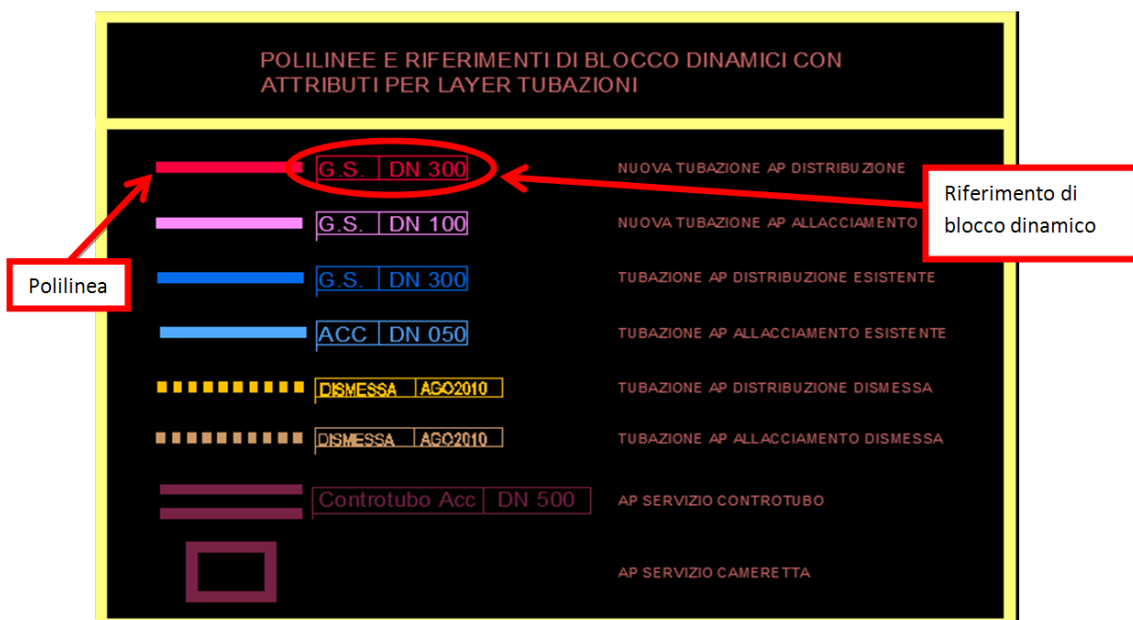 POLILINEE E RIFERIMENTI DI BLOCCO DINAMICI CON
ATTRIBUTI PER LAYER TUBAZIONI
G.S. DN 300 NUOVA TUBAZIONE AP DISTRIBUZIONE
Riferimento di
blocco dinamico
G.S. DN 100 NUOVA TUBAZIONE AP ALLACCIAMENTO
Polilinea
G.S. DN 300 TUBAZIONE AP DISTRIBUZIONE ESISTENTE
ACC DN 050 TUBAZIONE AP ALLACCIAMENTO ESISTENTE
DISMESSA AGO2010 TUBAZIONE AP DISTRIBUZIONE DISMESSA
DISMESSA AGO2010 TUBAZIONE AP ALLACCIAMENTO DISMESSA
Controtubo Acc DN 500 AP SERVIZIO CONTROTUBO
AP SERVIZIO CAMERETTA